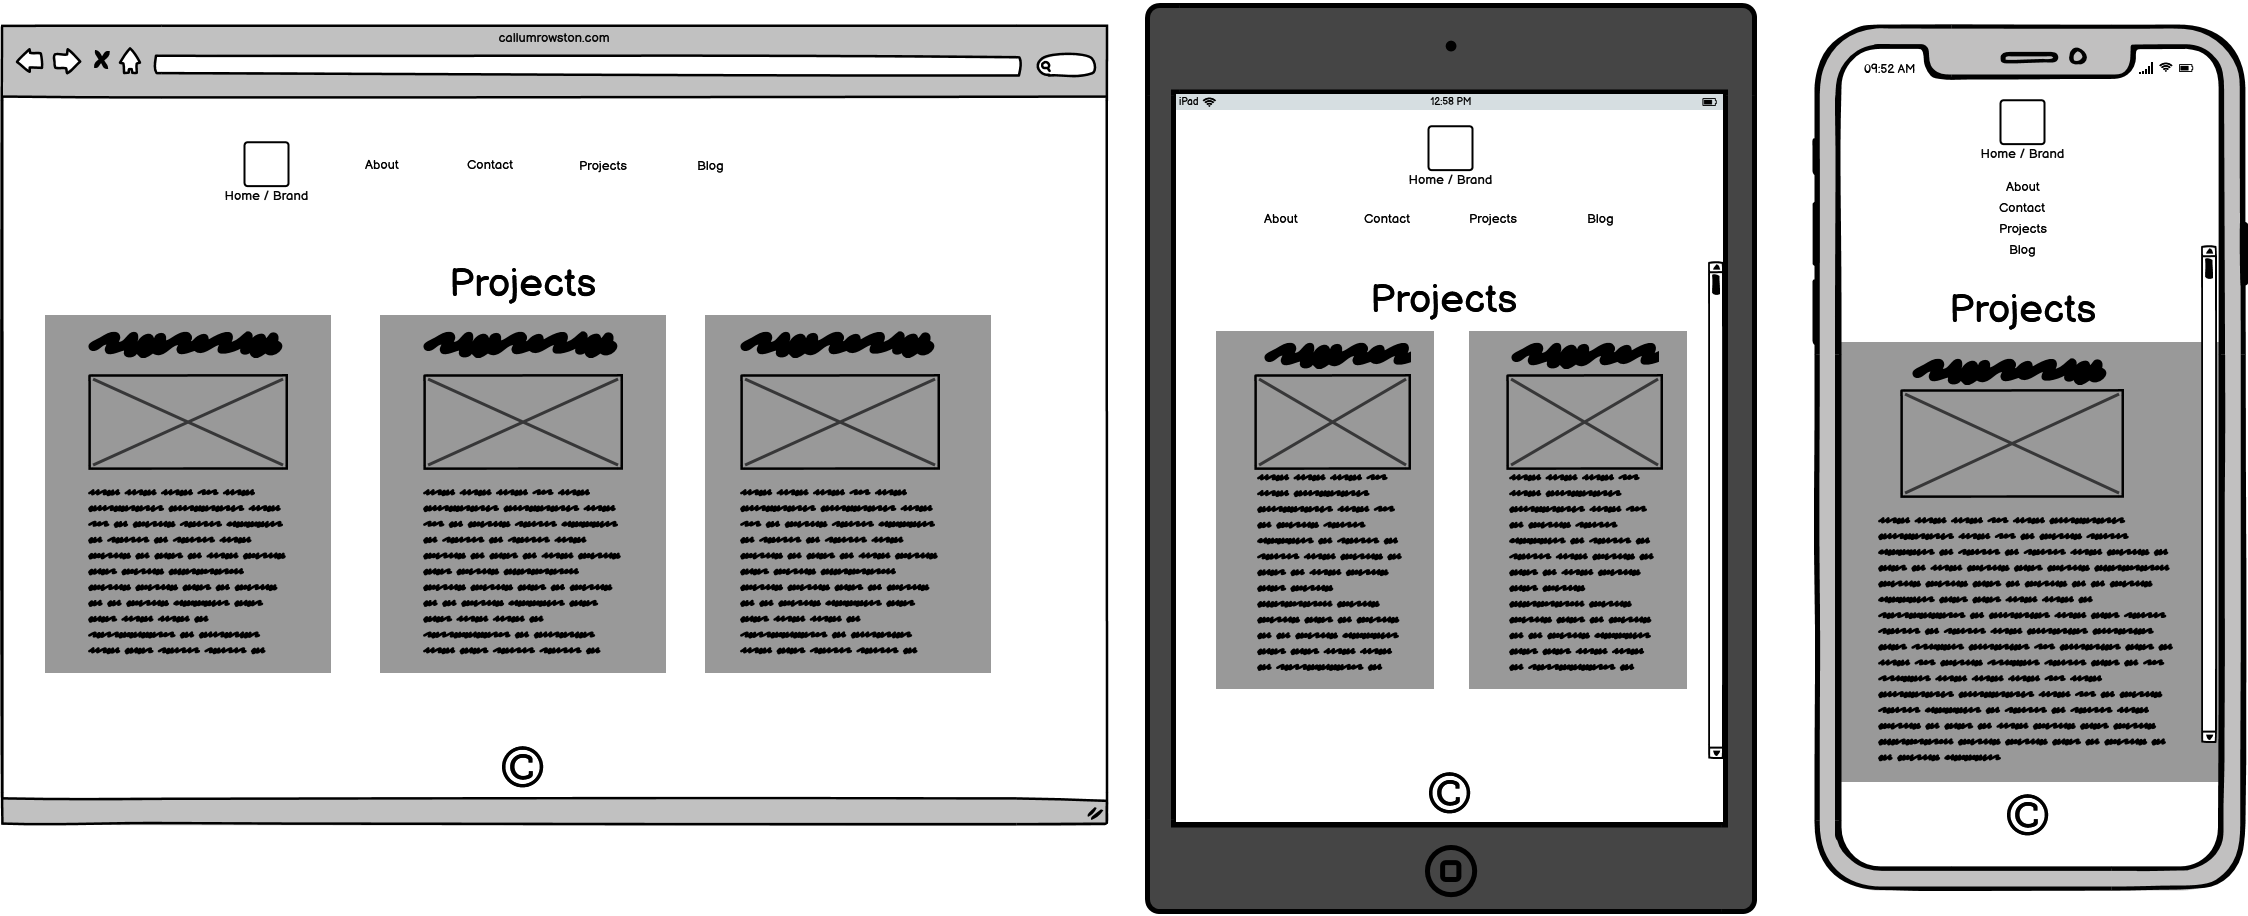 callumrowston.com
About Contact Projects Blog
Home / Brand
Projects
©
iPad 12:58 PM
Home / Brand
About Contact Projects Blog
Projects
©
09:52 AM
Home / Brand
About
Contact
Projects
Blog
Projects
©